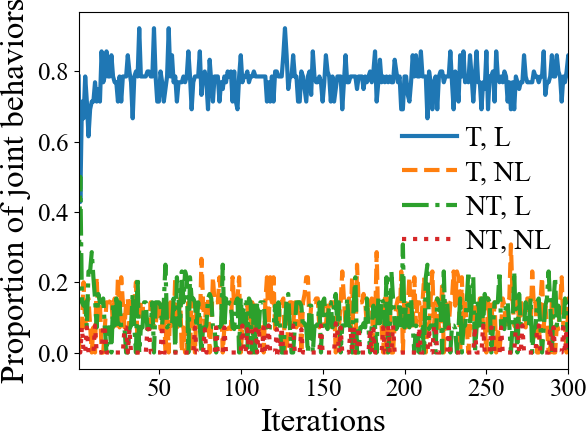 Proportion of joint behaviors
0.8
0.6
0.4
0.2
0.0
T, L
T, NL
NT, L
NT, NL
50 100 150 200 250 300
Iterations